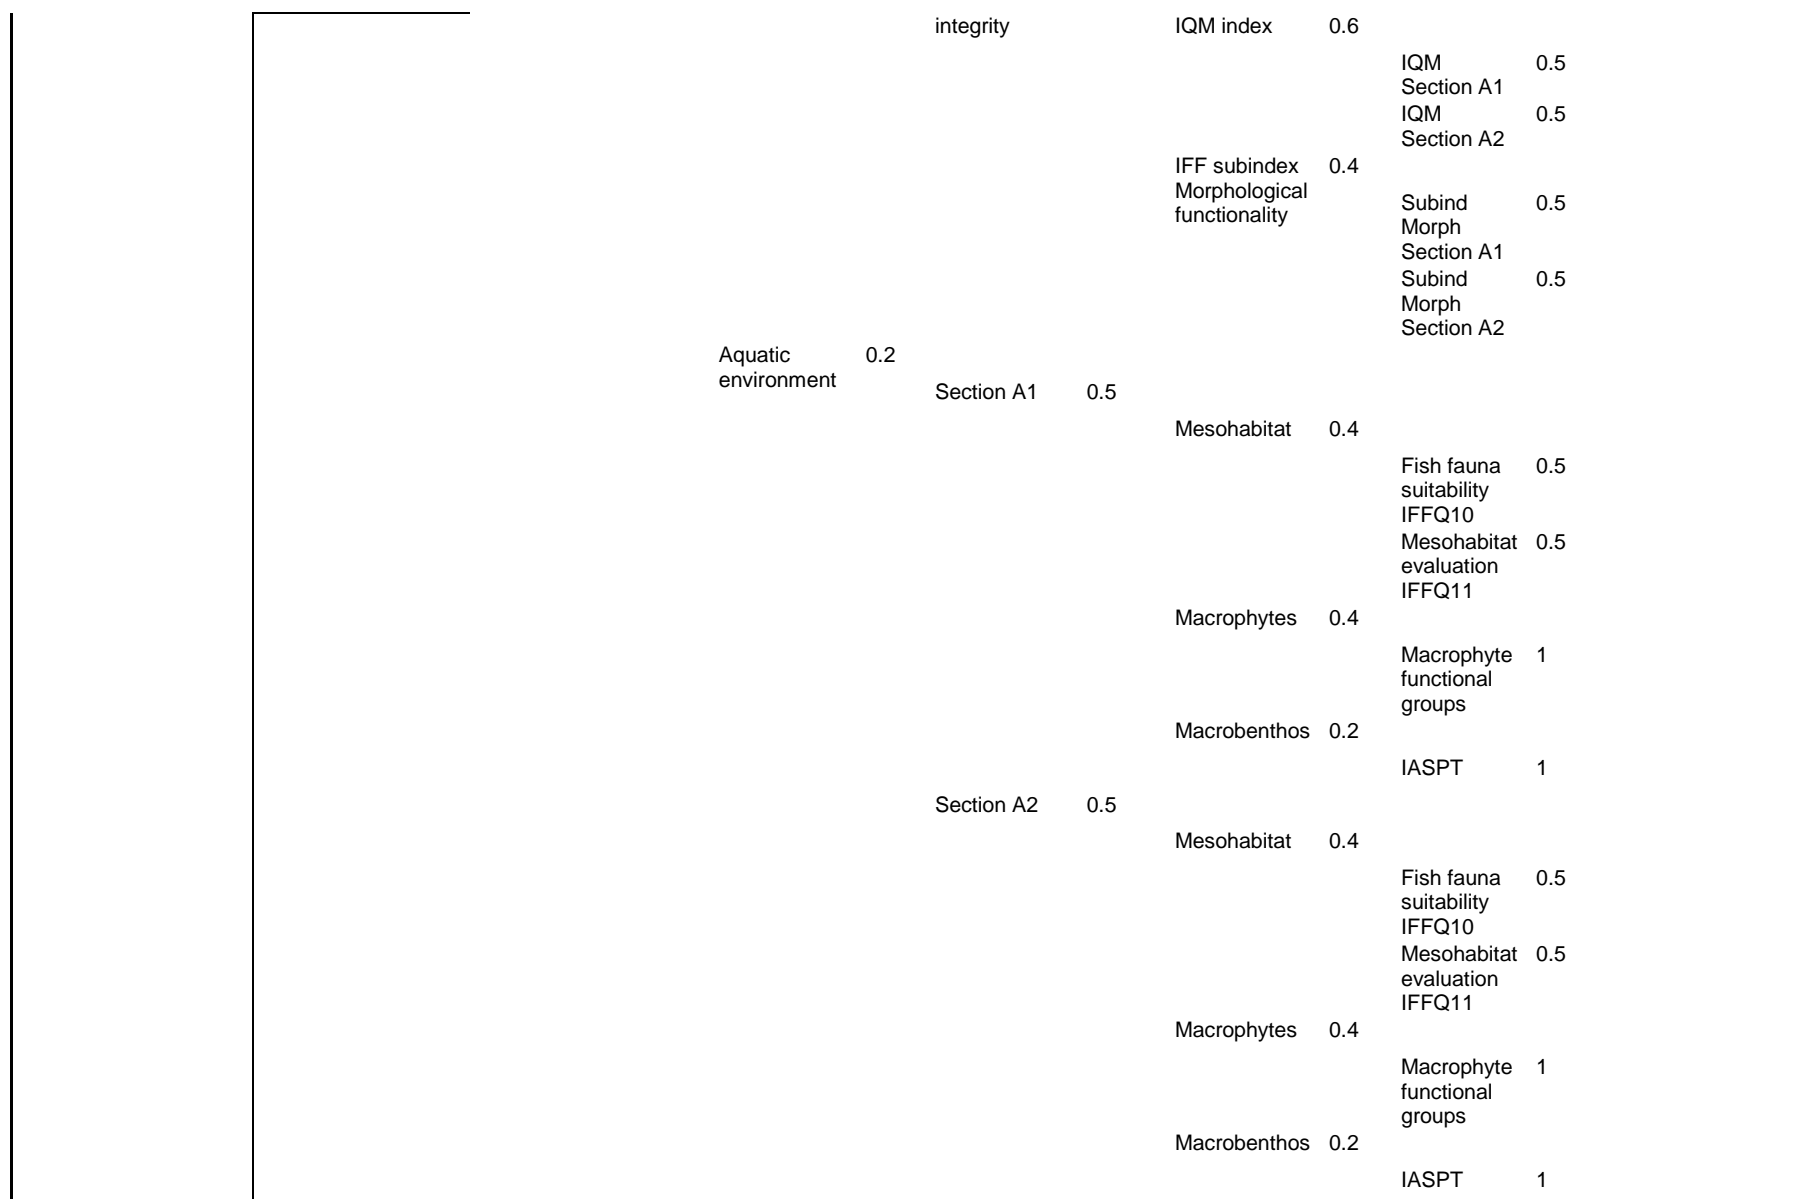 integrity IQM index 0.6
IQM 0.5
Section A1
IQM 0.5
Section A2
IFF subindex 0.4
Morphological
functionality
Subind 0.5
Morph
Section A1
Subind 0.5
Morph
Section A2
Aquatic 0.2
environment
Section A1 0.5
Mesohabitat 0.4
Fish fauna 0.5
suitability
IFFQ10
Mesohabitat 0.5
evaluation
IFFQ11
Macrophytes 0.4
Macrophyte 1
functional
groups
Macrobenthos 0.2
IASPT 1
Section A2 0.5
Mesohabitat 0.4
Fish fauna 0.5
suitability
IFFQ10
Mesohabitat 0.5
evaluation
IFFQ11
Macrophytes 0.4
Macrophyte 1
functional
groups
Macrobenthos 0.2
IASPT 1